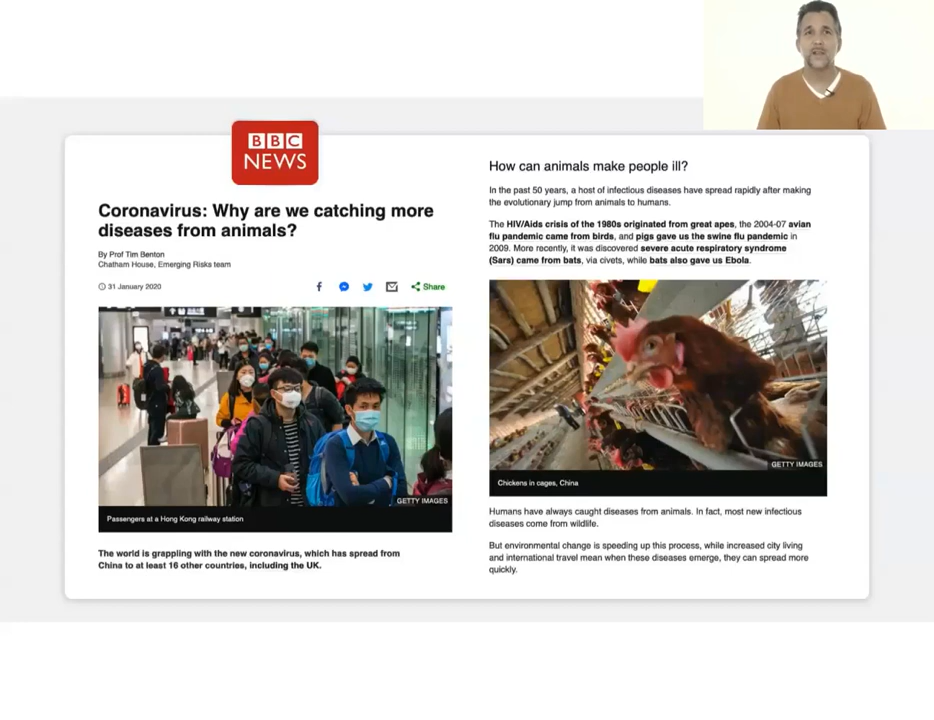 BBC
NEWS
Coronavirus: Why are we catching more
diseases from animals?
By Prof Tim Benton
Chatham House, Emerging Risks team
31 January 2020
Share
GETTY IMAGES
Passengers at a Hong Kong railway station
The world is grappling with the new coronavirus, which has spread from
China to at least 16 other countries, including the UK.
How can animals make people ill?
In the past 50 years, a host of infectious diseases have spread rapidly after making
the evolutionary jump from animals to humans.
The HIV/Aids crisis of the 1980s originated from great apes, the 2004-07 avian
flu pandemic came from birds, and pigs gave us the swine flu pandemic in
2009. More recently, it was discovered severe acute respiratory syndrome
(Sars) came from bats, via civets, while bats also gave us Ebola.
GETTY IMAGES
Chickens in cages, China
Humans have always caught diseases from animals. In fact, most new infectious
diseases come from wildlife.
But environmental change is speeding up this process, while increased city living
and international travel mean when these diseases emerge, they can spread more
quickly.